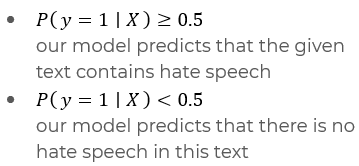 • P(y = 1 | X) ≥ 0.5
our model predicts that the given
text contains hate speech
• P(y = 1 | X) < 0.5
our model predicts that there is no
hate speech in this text